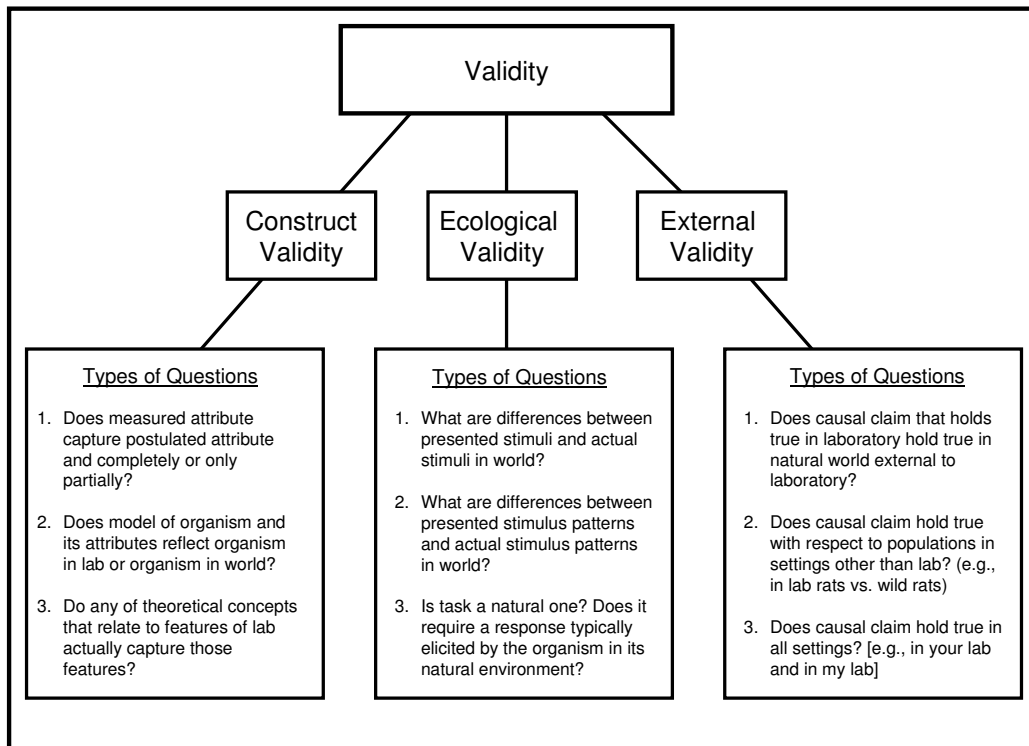 Validity
Construct
Validity
Ecological
Validity
External
Validity
Types of Questions
1. Does measured attribute
capture postulated attribute
and completely or only
partially?
2. Does model of organism and
its attributes reflect organism
in lab or organism in world?
3. Do any of theoretical concepts
that relate to features of lab
actually capture those
features?
Types of Questions
1. What are differences between
presented stimuli and actual
stimuli in world?
2. What are differences between
presented stimulus patterns
and actual stimulus patterns
in world?
3. Is task a natural one? Does it
require a response typically
elicited by the organism in its
natural environment?
Types of Questions
1. Does causal claim that holds
true in laboratory hold true in
natural world external to
laboratory?
2. Does causal claim hold true
with respect to populations in
settings other than lab? (e.g.,
in lab rats vs. wild rats)
3. Does causal claim hold true in
all settings? [e.g., in your lab
and in my lab]